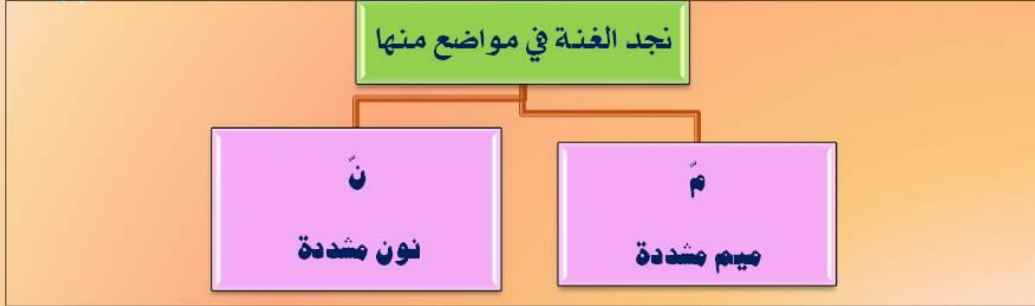 نجد الغنة في مواضع منها
مّ
ميم مشددة
نّ
نون مشددة